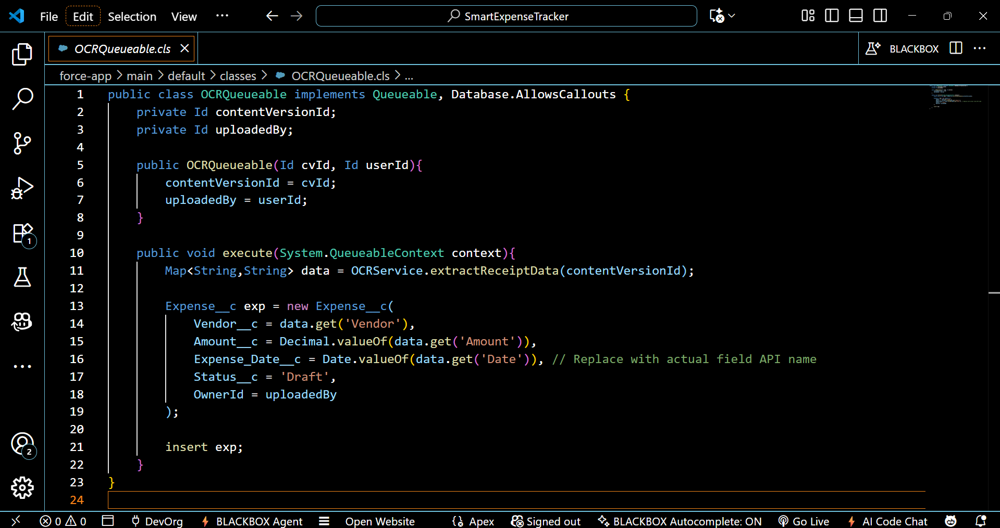 File Edit Selection View ... SmartExpenseTracker
OCRQueueable.cls BLACKBOX ...
force-app > main > default > classes > OCRQueueable.cls > ...
1 public class OCRQueueable implements Queueable, Database.AllowsCallouts {
2     private Id contentVersionId;
3     private Id uploadedBy;
4
5     public OCRQueueable(Id cvId, Id userId){
6         contentVersionId = cvId;
7         uploadedBy = userId;
8     }
9
10     public void execute(System.QueueableContext context){
11         Map<String,String> data = OCRService.extractReceiptData(contentVersionId);
12
13         Expense__c exp = new Expense__c(
14             Vendor__c = data.get('Vendor'),
15             Amount__c = Decimal.valueOf(data.get('Amount')),
16             Expense_Date__c = Date.valueOf(data.get('Date')), // Replace with actual field API name
17             Status__c = 'Draft',
18             OwnerId = uploadedBy
19         );
20
21         insert exp;
22     }
23 }
24
1
2
0 0 DevOrg BLACKBOX Agent Open Website {} Apex Signed out BLACKBOX Autocomplete: ON Go Live AI Code Chat